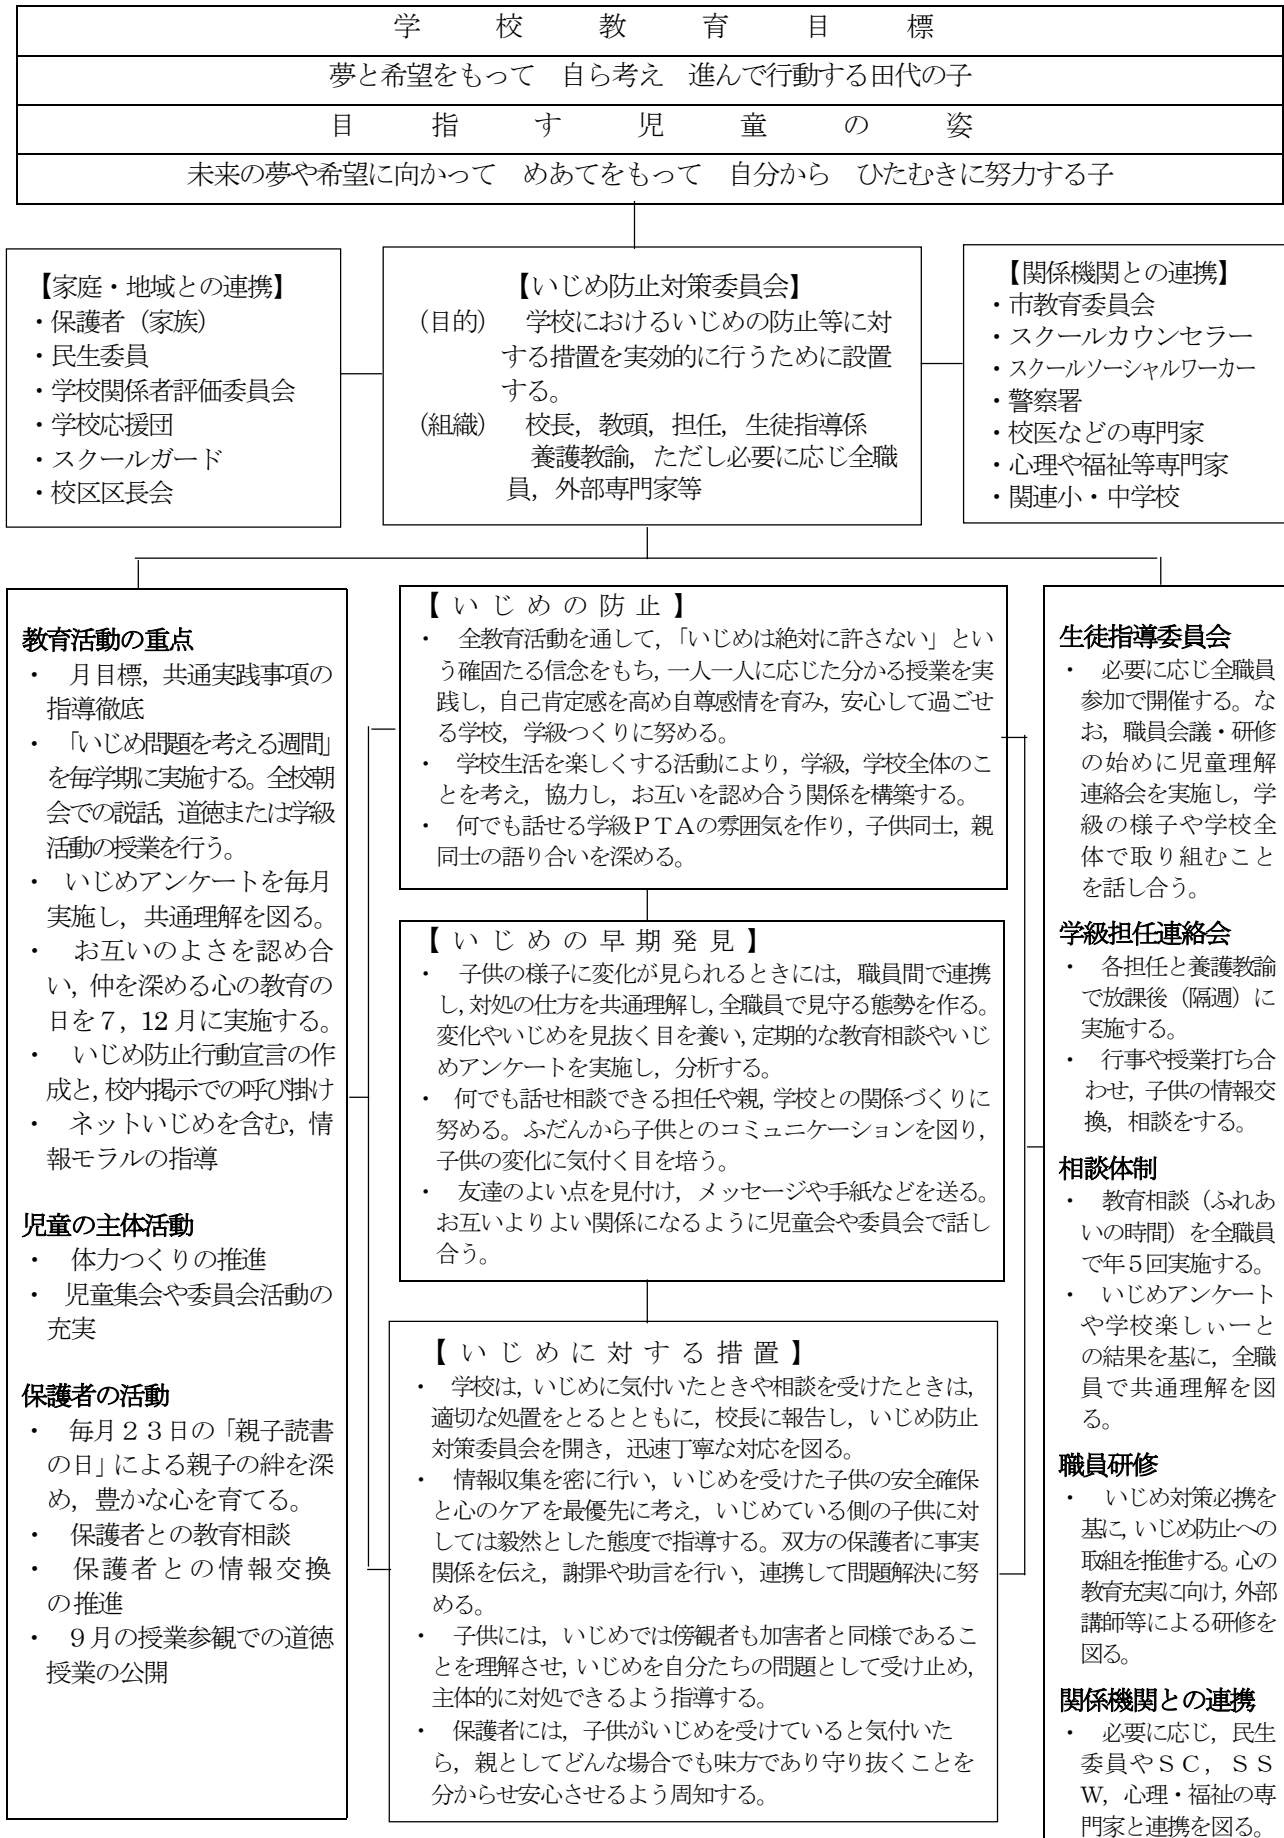 学校教育目標
夢と希望をもって 自ら考え 進んで行動する田代の子
目指す児童の姿
未来の夢や希望に向かって めあてをもって 自分から ひたむきに努力する子
【家庭・地域との連携】
・保護者（家族）
・民生委員
・学校関係者評価委員会
・学校応援団
・スクールガード
・校区区長会
【いじめ防止対策委員会】
（目的） 学校におけるいじめの防止等に対
する措置を実効的に行うために設置
する。
（組織） 校長，教頭，担任，生徒指導係
養護教諭，ただし必要に応じ全職
員，外部専門家等
【関係機関との連携】
・市教育委員会
・スクールカウンセラー
・スクールソーシャルワーカー
・警察署
・校医などの専門家
・心理や福祉等専門家
・関連小・中学校
教育活動の重点
・ 月目標，共通実践事項の
指導徹底
・ 「いじめ問題を考える週間」
を毎学期に実施する。全校朝
会での説話，道徳または学級
活動の授業を行う。
・ いじめアンケートを毎月
実施し，共通理解を図る。
・ お互いのよさを認め合
い，仲を深める心の教育の
日を７，12月に実施する。
・ いじめ防止行動宣言の作
成と，校内掲示での呼び掛け
・ ネットいじめを含む，情
報モラルの指導
児童の主体活動
・ 体力つくりの推進
・ 児童集会や委員会活動の
充実
保護者の活動
・ 毎月２３日の「親子読書
の日」による親子の絆を深
め，豊かな心を育てる。
・ 保護者との教育相談
・ 保護者との情報交換
の推進
・ ９月の授業参観での道徳
授業の公開
【いじめの防止】
・ 全教育活動を通して，「いじめは絶対に許さない」とい
う確固たる信念をもち，一人一人に応じた分かる授業を実
践し，自己肯定感を高め自尊感情を育み，安心して過ごせ
る学校，学級つくりに努める。
・ 学校生活を楽しくする活動により，学級，学校全体のこ
とを考え，協力し，お互いを認め合う関係を構築する。
・ 何でも話せる学級ＰＴＡの雰囲気を作り，子供同士，親
同士の語り合いを深める。
【いじめの早期発見】
・ 子供の様子に変化が見られるときには，職員間で連携
し，対処の仕方を共通理解し，全職員で見守る態勢を作る。
変化やいじめを見抜く目を養い，定期的な教育相談やいじ
めアンケートを実施し，分析する。
・ 何でも話せ相談できる担任や親，学校との関係づくりに
努める。ふだんから子供とのコミュニケーションを図り，
子供の変化に気付く目を培う。
・ 友達のよい点を見付け，メッセージや手紙などを送る。
お互いよりよい関係になるように児童会や委員会で話し
合う。
【いじめに対する措置】
・ 学校は，いじめに気付いたときや相談を受けたときは，
適切な処置をとるとともに，校長に報告し，いじめ防止
対策委員会を開き，迅速丁寧な対応を図る。
・ 情報収集を密に行い，いじめを受けた子供の安全確保
と心のケアを最優先に考え，いじめている側の子供に対
しては毅然とした態度で指導する。双方の保護者に事実
関係を伝え，謝罪や助言を行い，連携して問題解決に努
める。
・ 子供には，いじめでは傍観者も加害者と同様であるこ
とを理解させ，いじめを自分たちの問題として受け止め，
主体的に対処できるよう指導する。
・ 保護者には，子供がいじめを受けていると気付いた
ら，親としてどんな場合でも味方であり守り抜くことを
分からせ安心させるよう周知する。
生徒指導委員会
・ 必要に応じ全職員
参加で開催する。な
お，職員会議・研修
の始めに児童理解
連絡会を実施し，学
級の様子や学校全
体で取り組むこと
を話し合う。
学級担任連絡会
・ 各担任と養護教諭
で放課後（隔週）に
実施する。
・ 行事や授業打ち合
わせ，子供の情報交
換，相談をする。
相談体制
・ 教育相談（ふれあ
いの時間）を全職員
で年５回実施する。
・ いじめアンケート
や学校楽しぃーと
の結果を基に，全職
員で共通理解を図
る。
職員研修
・ いじめ対策必携を
基に，いじめ防止への
取組を推進する。心の
教育充実に向け，外部
講師等による研修を
図る。
関係機関との連携
・ 必要に応じ，民生
委員やＳＣ，ＳＳ
Ｗ，心理・福祉の専
門家と連携を図る。